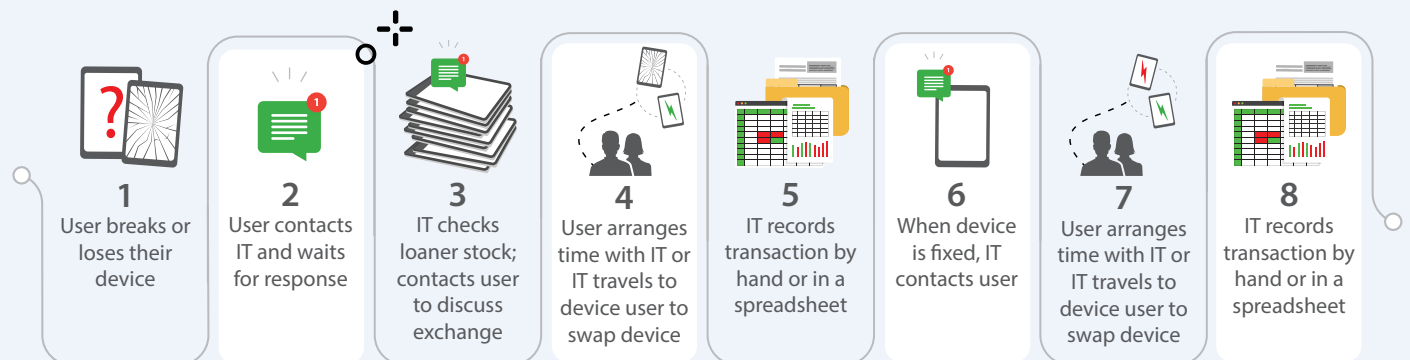 ?
1
User breaks or
loses their
device
1
2
User contacts
IT and waits
for response
1
3
IT checks
loaner stock;
contacts user
to discuss
exchange
4
User arranges
time with IT or
IT travels to
device user to
swap device
5
IT records
transaction by
hand or in a
spreadsheet
1
6
When device
is fixed, IT
contacts user
7
User arranges
time with IT or
IT travels to
device user to
swap device
8
IT records
transaction by
hand or in a
spreadsheet